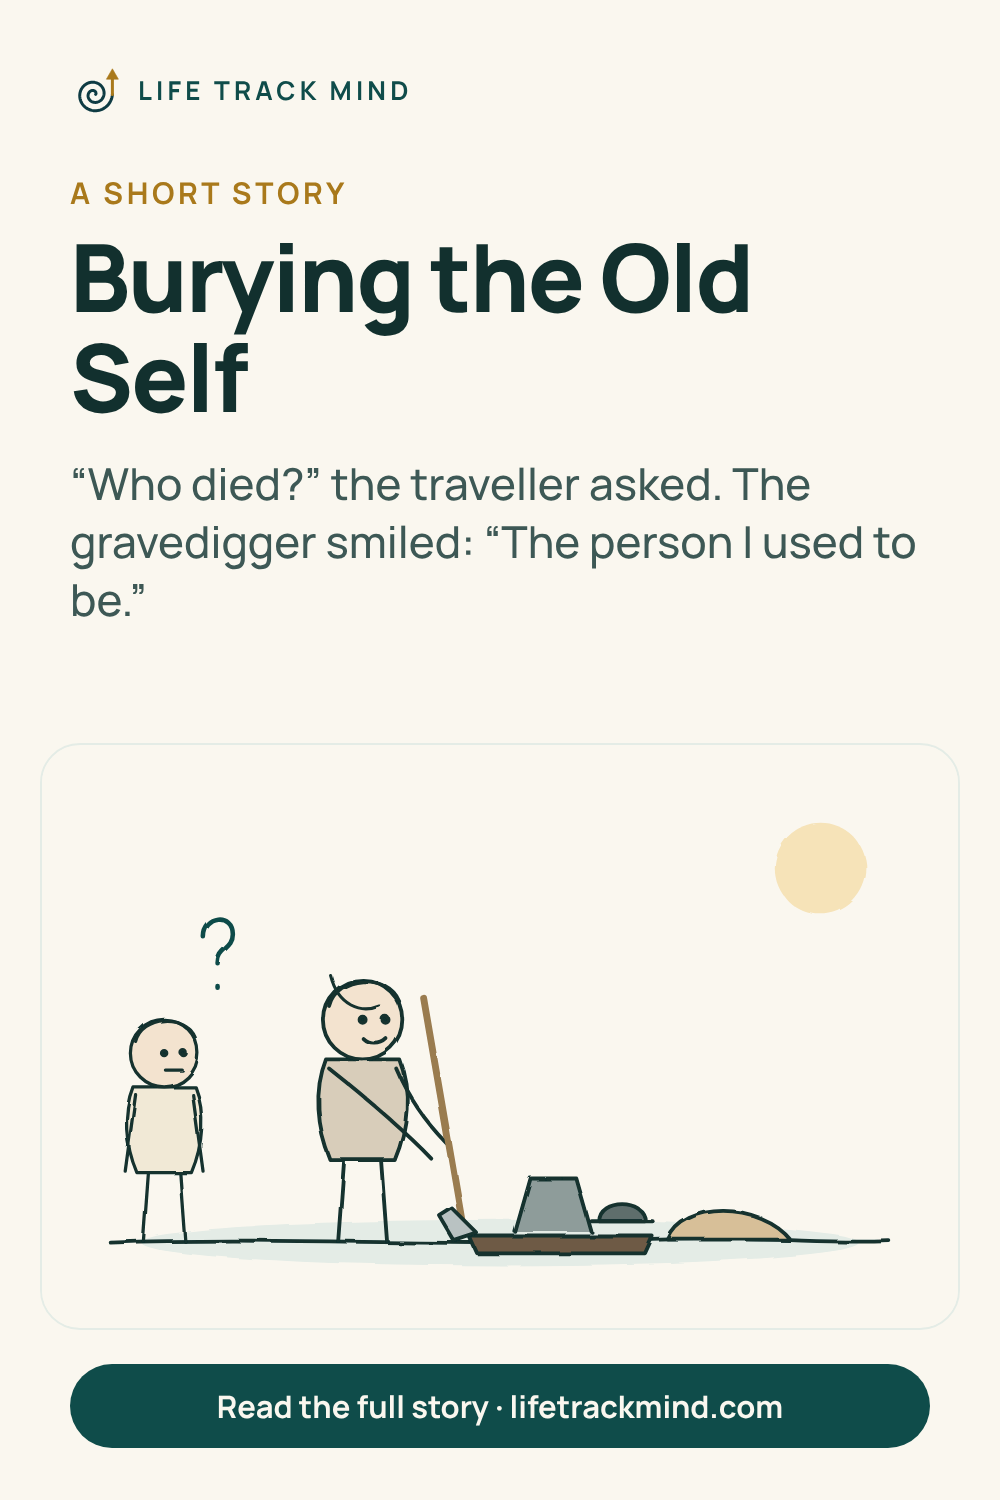 LIFE TRACK MIND
A SHORT STORY
Burying the Old
Self
“Who died?” the traveller asked. The
gravedigger smiled: “The person I used to
be.”
?
Read the full story · lifetrackmind.com